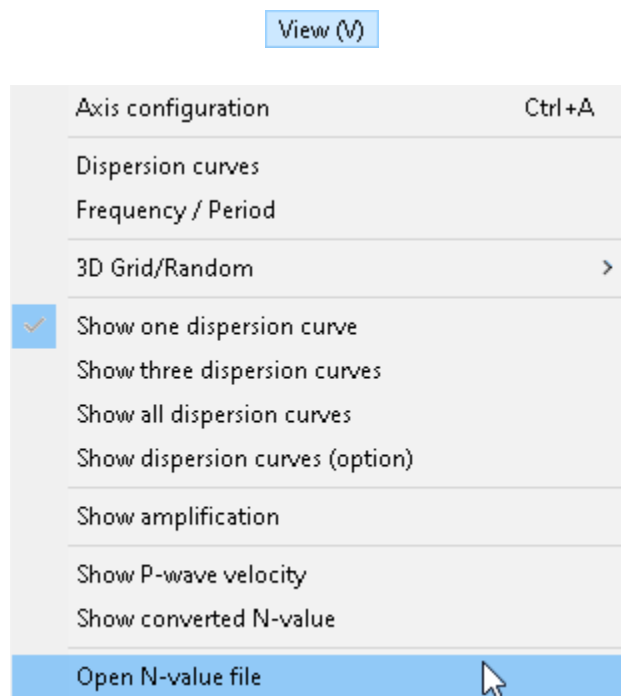 View (V)
Axis configuration Ctrl+A
Dispersion curves
Frequency / Period
3D Grid/Random
Show one dispersion curve
Show three dispersion curves
Show all dispersion curves
Show dispersion curves (option)
Show amplification
Show P-wave velocity
Show converted N-value
Open N-value file